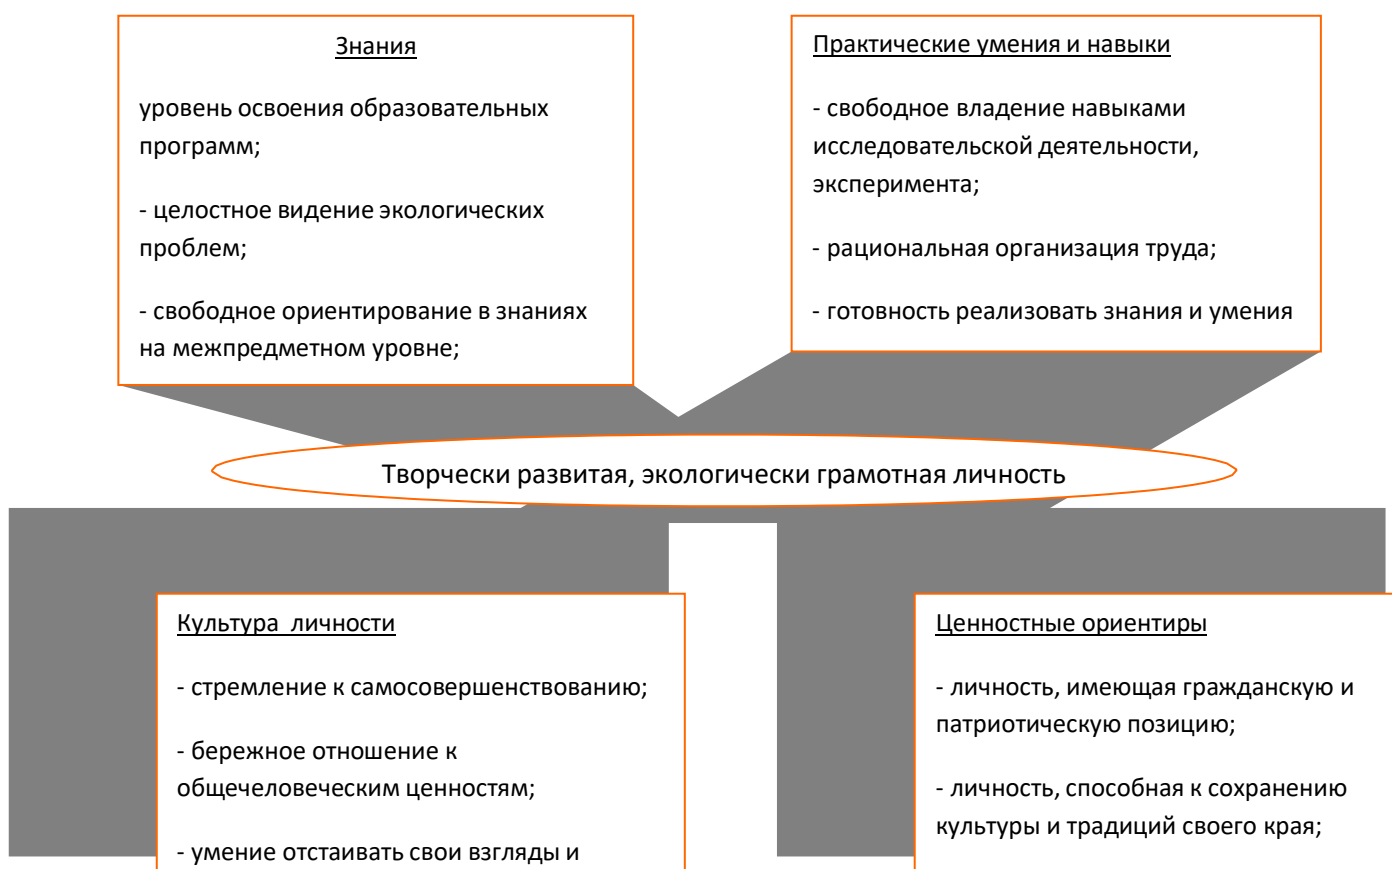 Знания
уровень освоения образовательных
программ;
- целостное видение экологических
проблем;
- свободное ориентирование в знаниях
на межпредметном уровне;
Практические умения и навыки
- свободное владение навыками
исследовательской деятельности,
эксперимента;
- рациональная организация труда;
- готовность реализовать знания и умения
Творчески развитая, экологически грамотная личность
Культура  личности
- стремление к самосовершенствованию;
- бережное отношение к
общечеловеческим ценностям;
- умение отстаивать свои взгляды и
Ценностные ориентиры
- личность, имеющая гражданскую и
патриотическую позицию;
- личность, способная к сохранению
культуры и традиций своего края;